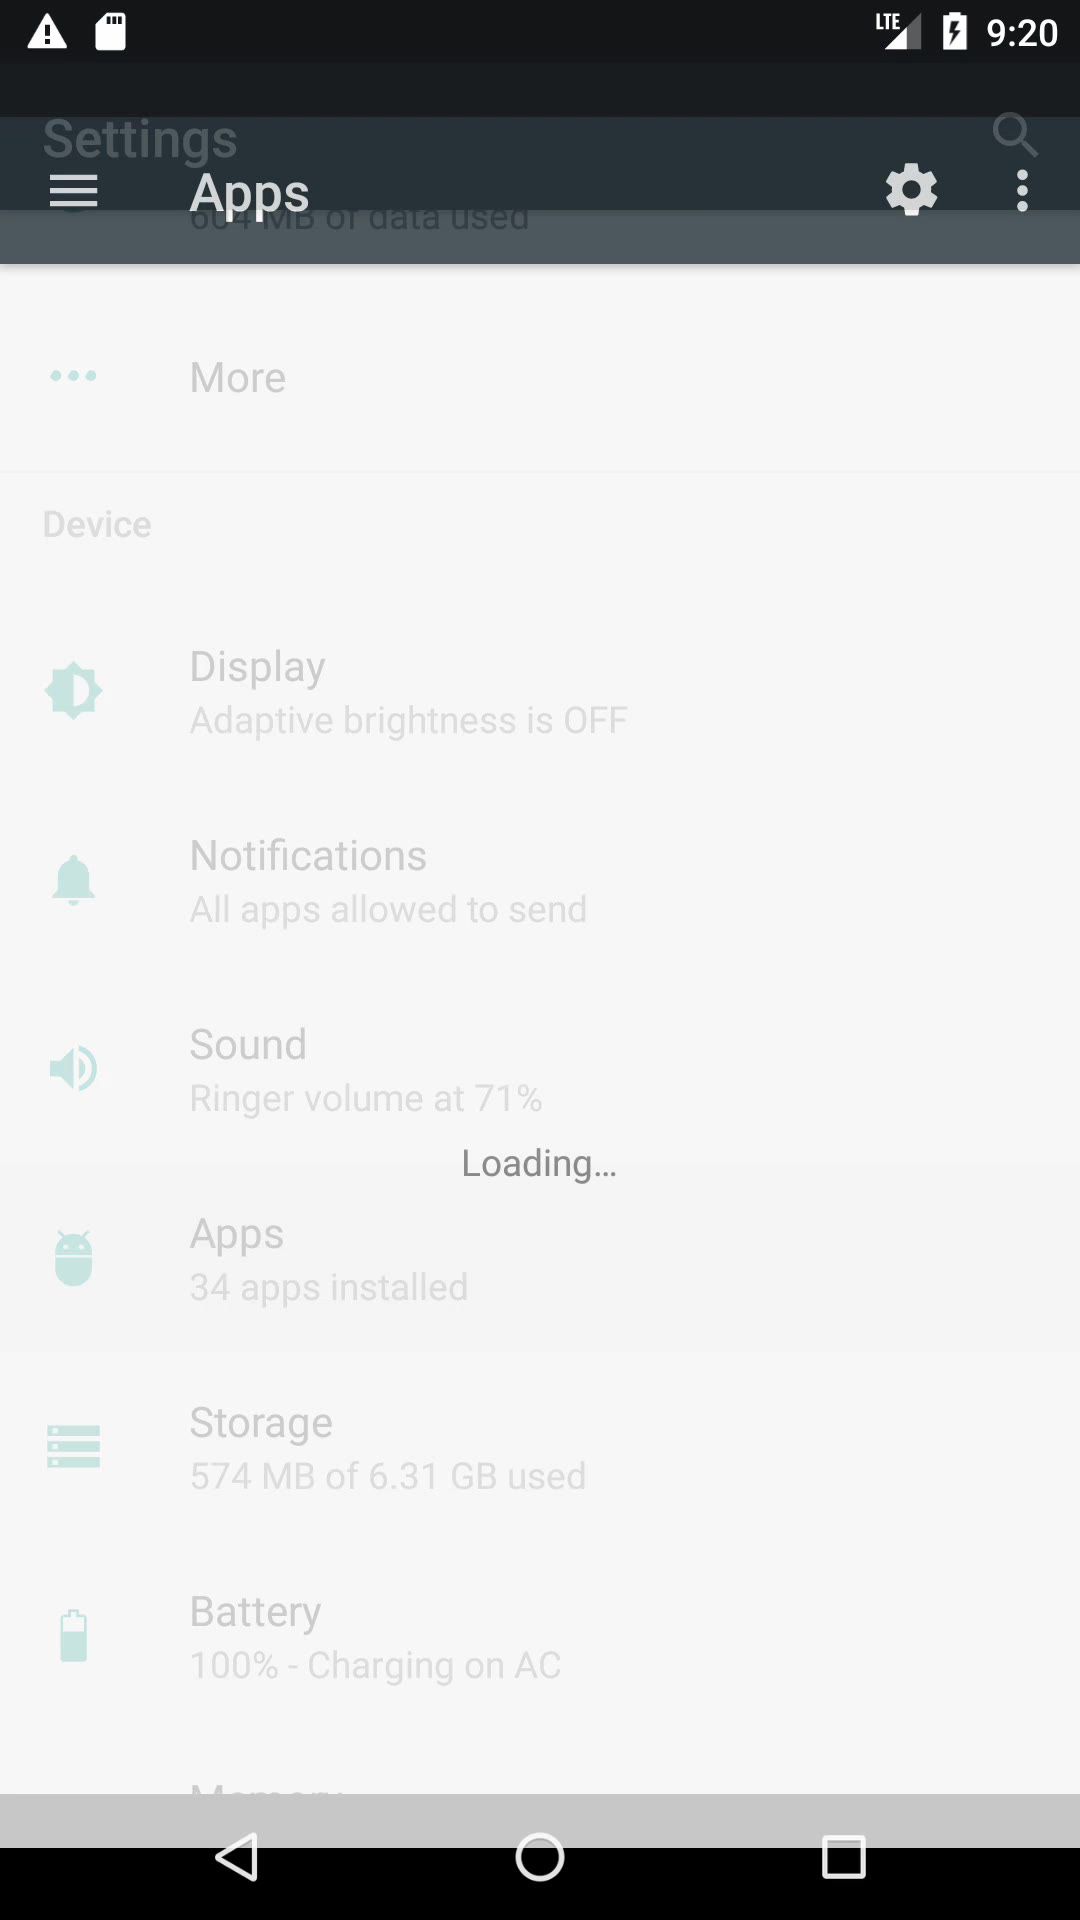 LTE 9:20
Settings
Apps
604 MB of data used
More
Device
Display
Adaptive brightness is OFF
Notifications
All apps allowed to send
Sound
Ringer volume at 71%
Loading…
Apps
34 apps installed
Storage
574 MB of 6.31 GB used
Battery
100% - Charging on AC
Memory